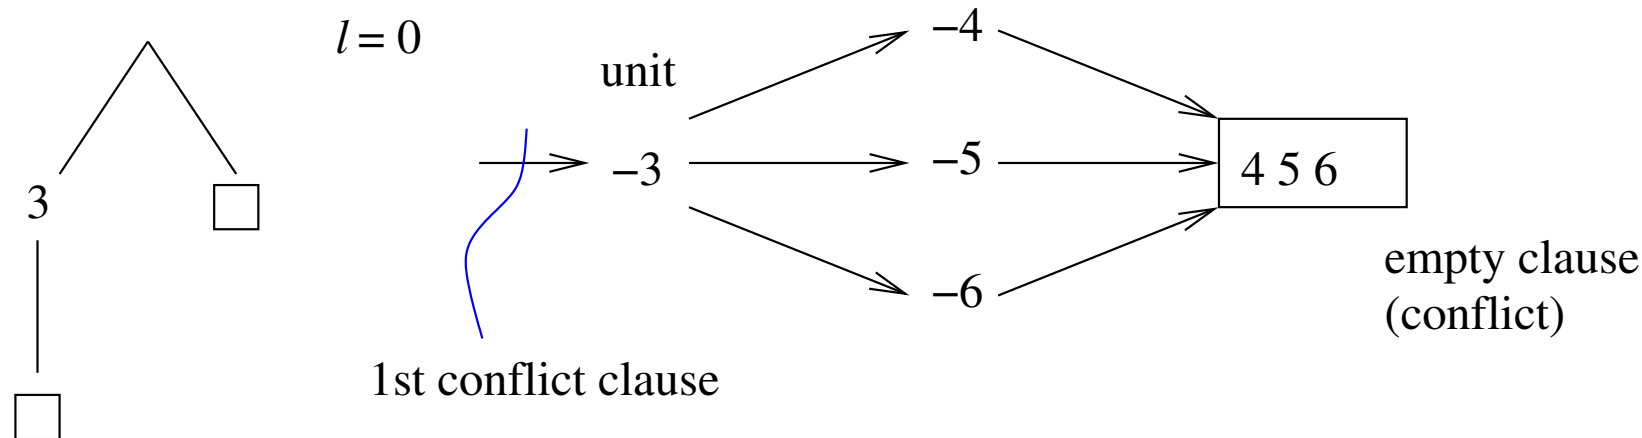 3
l = 0
unit
−3
−4
−5
−6
4 5 6
empty clause
(conflict)
1st conflict clause